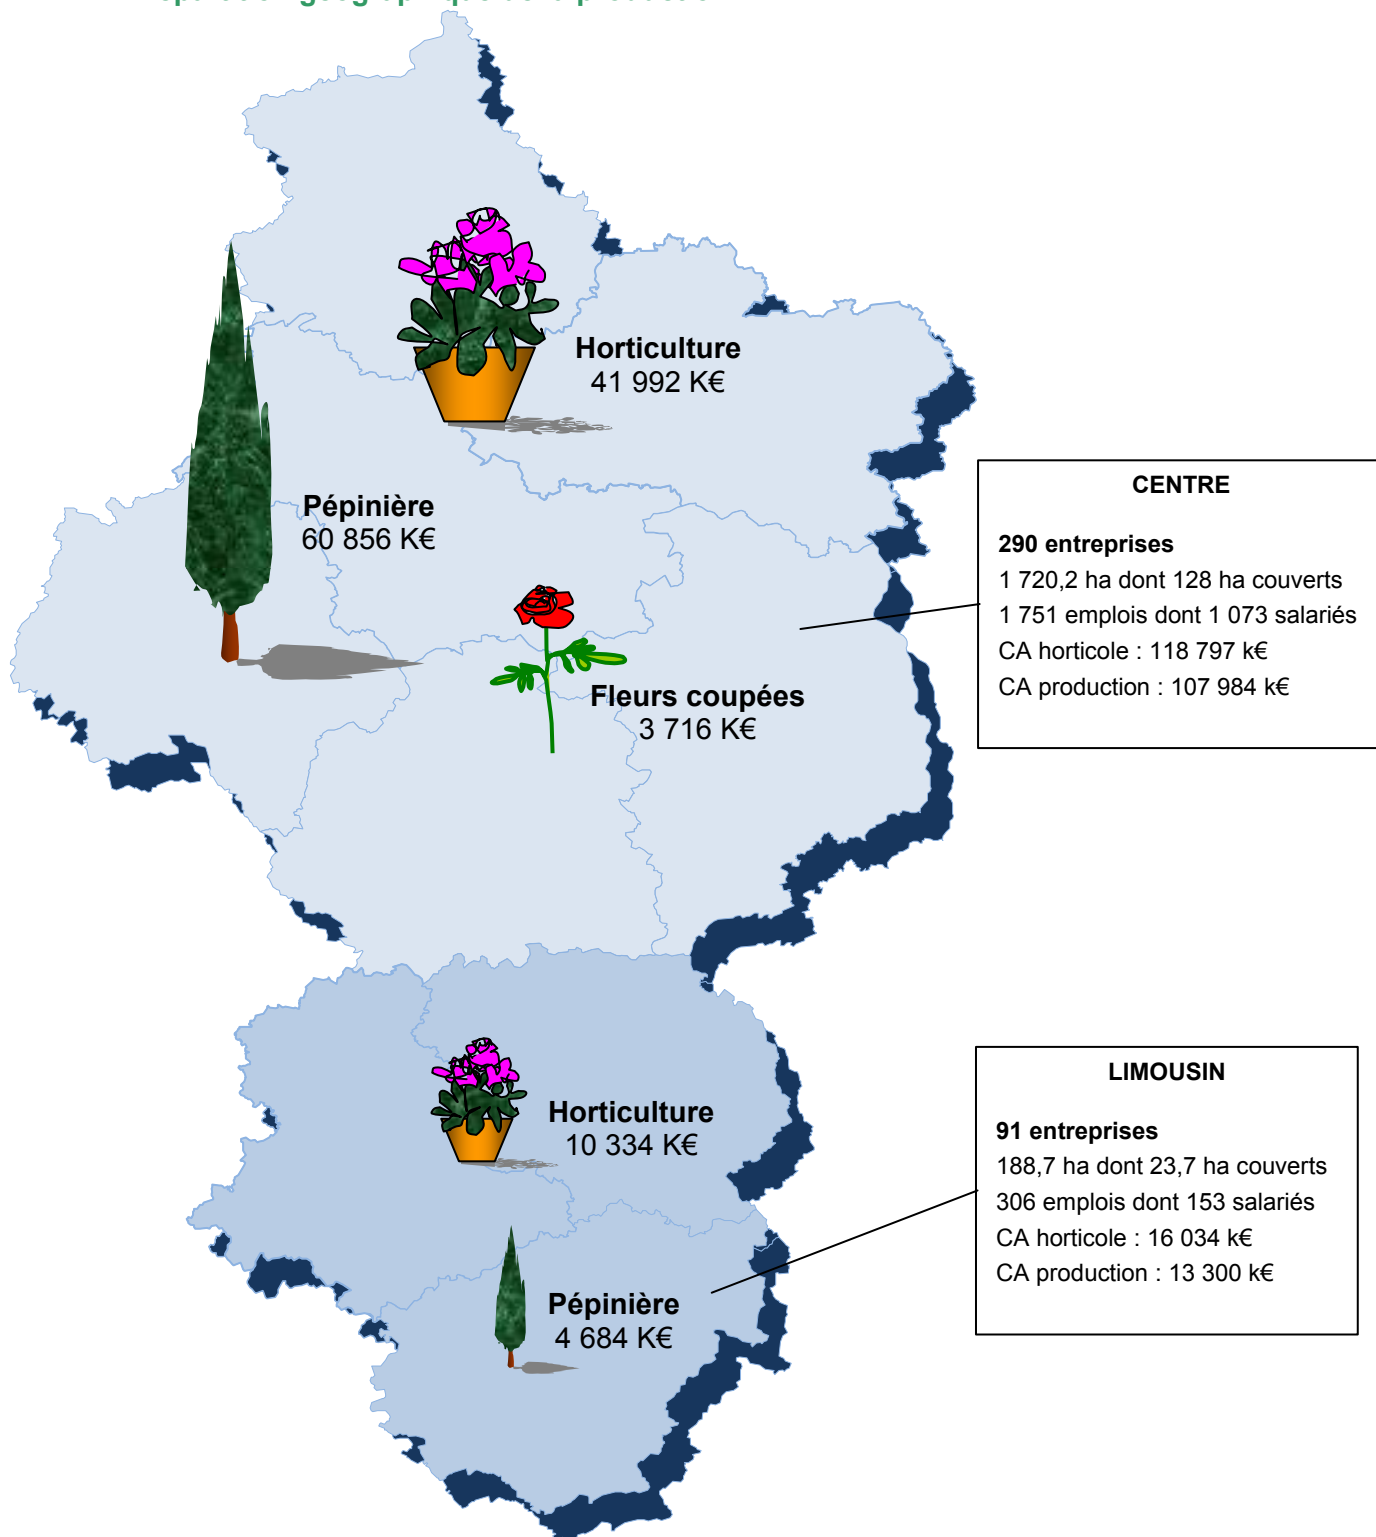 Horticulture
41 992 K€
Pépinière
60 856 K€
Fleurs coupées
3 716 K€
CENTRE
290 entreprises
1 720,2 ha dont 128 ha couverts
1 751 emplois dont 1 073 salariés
CA horticole : 118 797 k€
CA production : 107 984 k€
Horticulture
10 334 K€
Pépinière
4 684 K€
LIMOUSIN
91 entreprises
188,7 ha dont 23,7 ha couverts
306 emplois dont 153 salariés
CA horticole : 16 034 k€
CA production : 13 300 k€